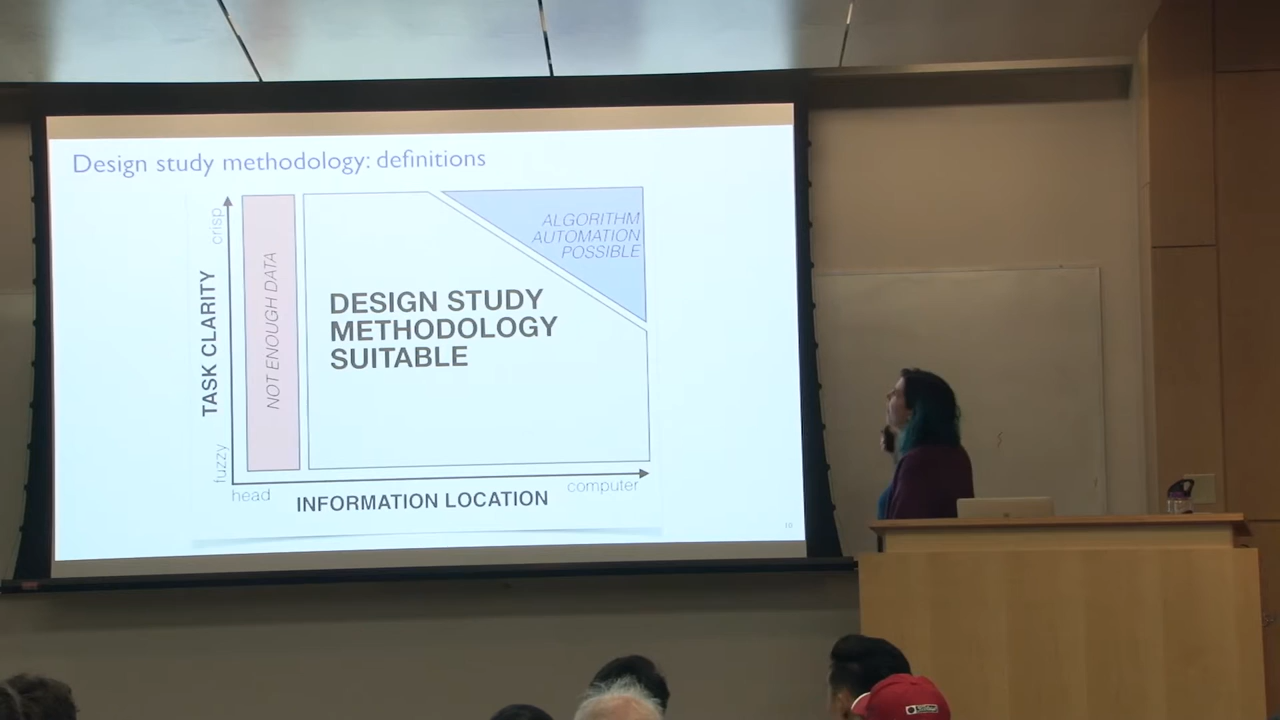 Design study methodology: definitions
crisp
TASK CLARITY
fuzzy
NOT ENOUGH DATA
ALGORITHM
AUTOMATION
POSSIBLE
DESIGN STUDY
METHODOLOGY
SUITABLE
head
INFORMATION LOCATION
computer